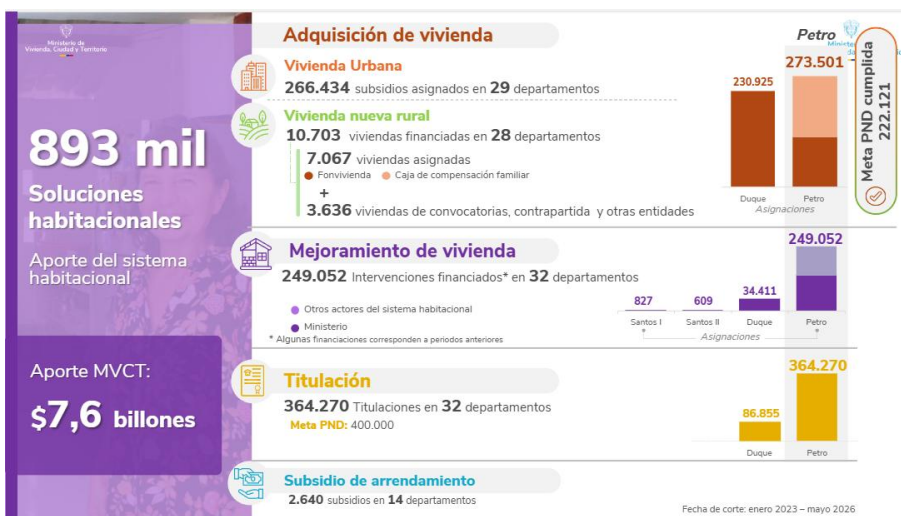 Ministerio de
Vivienda, Ciudad y Territorio
893 mil
Soluciones
habitacionales
Aporte del sistema
habitacional
Aporte MVCT:
$7,6 billones
Adquisición de vivienda
Vivienda Urbana
266.434 subsidios asignados en 29 departamentos
Vivienda nueva rural
10.703 viviendas financiadas en 28 departamentos
7.067 viviendas asignadas
Fonvivienda Caja de compensación familiar
+
3.636 viviendas de convocatorias, contrapartida y otras entidades
Petro
273.501
230.925
Duque Petro
Asignaciones
Meta PND cumplida
222.121
Mejoramiento de vivienda
249.052 Intervenciones financiados* en 32 departamentos
Otros actores del sistema habitacional
Ministerio
* Algunas financiaciones corresponden a periodos anteriores
249.052
827 609 34.411
Santos I Santos II Duque Petro
* Asignaciones *
Titulación
364.270 Titulaciones en 32 departamentos
Meta PND: 400.000
364.270
86.855
Duque Petro
Subsidio de arrendamiento
2.640 subsidios en 14 departamentos
Fecha de corte: enero 2023 – mayo 2026